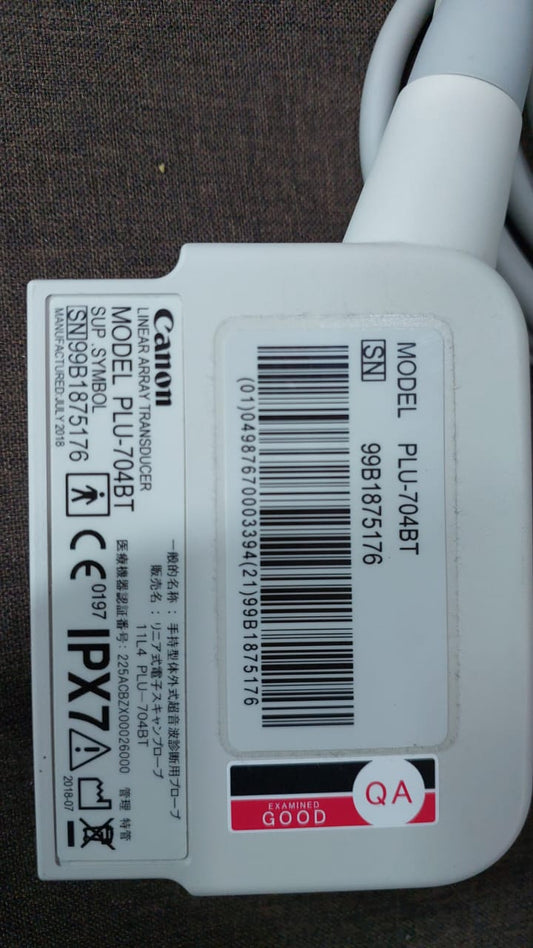 MODEL PLU-704BT
SN 99B1875176
(01)04987670003394(21)99B1875176
QA
EXAMINED
GOOD
Canon
LINEAR ARRAY TRANSDUCER
MODEL PLU-704BT
SUP .SYMBOL
SN 99B1875176
MANUFACTURED JULY 2018
CE 0197 IPX7
2018-07
一般的名称：手持型体外式超音波診断用プローブ
販売名：リニア式電子スキャンプローブ
11L4 PLU-704BT
医療機器認証番号：225ACBZX00026000 管理 特管